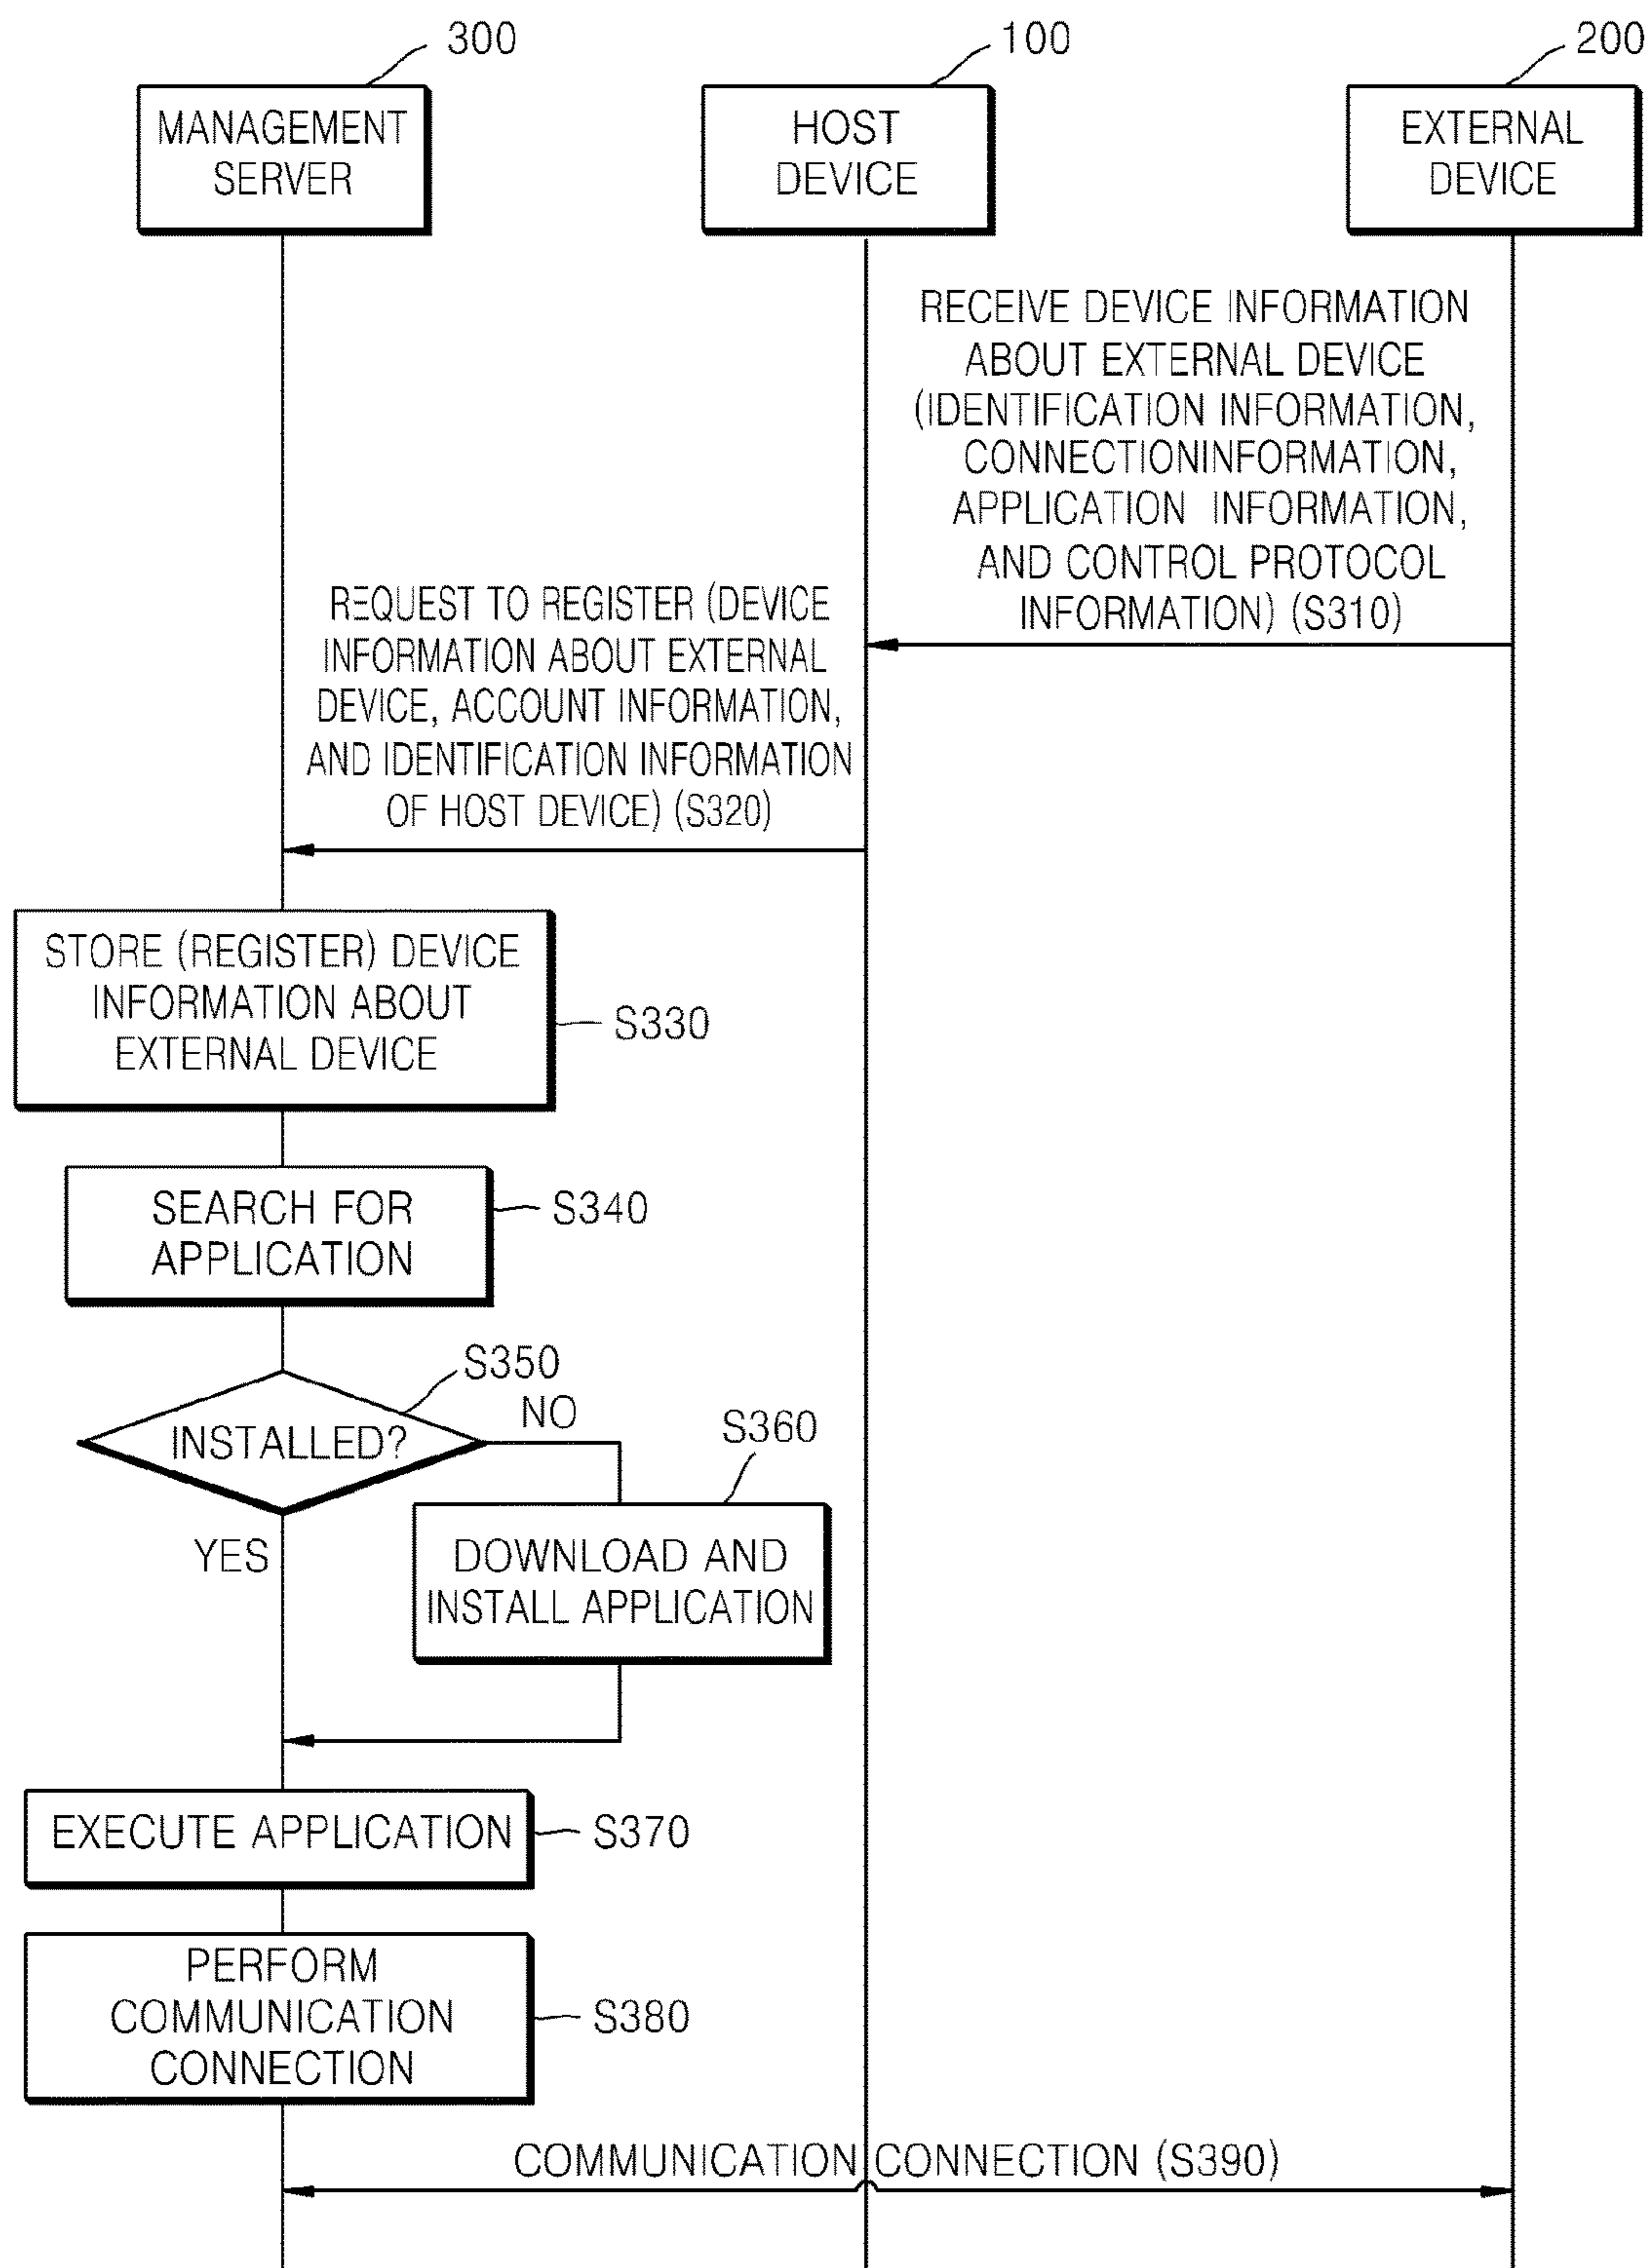 300
100
200
MANAGEMENT
SERVER
HOST
DEVICE
EXTERNAL
DEVICE
RECEIVE DEVICE INFORMATION
ABOUT EXTERNAL DEVICE
(IDENTIFICATION INFORMATION,
CONNECTIONINFORMATION,
APPLICATION INFORMATION,
AND CONTROL PROTOCOL
INFORMATION) (S310)
REQUEST TO REGISTER (DEVICE
INFORMATION ABOUT EXTERNAL
DEVICE, ACCOUNT INFORMATION,
AND IDENTIFICATION INFORMATION
OF HOST DEVICE) (S320)
STORE (REGISTER) DEVICE
INFORMATION ABOUT
EXTERNAL DEVICE
S330
SEARCH FOR
APPLICATION
S340
S350
INSTALLED?
NO
S360
YES
DOWNLOAD AND
INSTALL APPLICATION
EXECUTE APPLICATION
S370
PERFORM
COMMUNICATION
CONNECTION
S380
COMMUNICATION CONNECTION (S390)